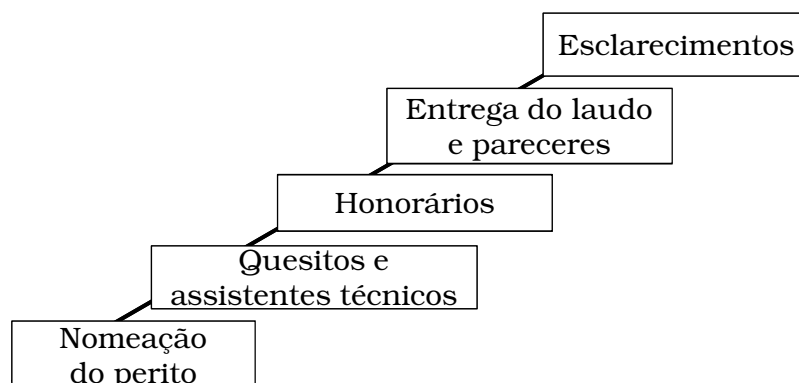 Esclarecimentos
Entrega do laudo
e pareceres
Honorários
Quesitos e
assistentes técnicos
Nomeação
do perito